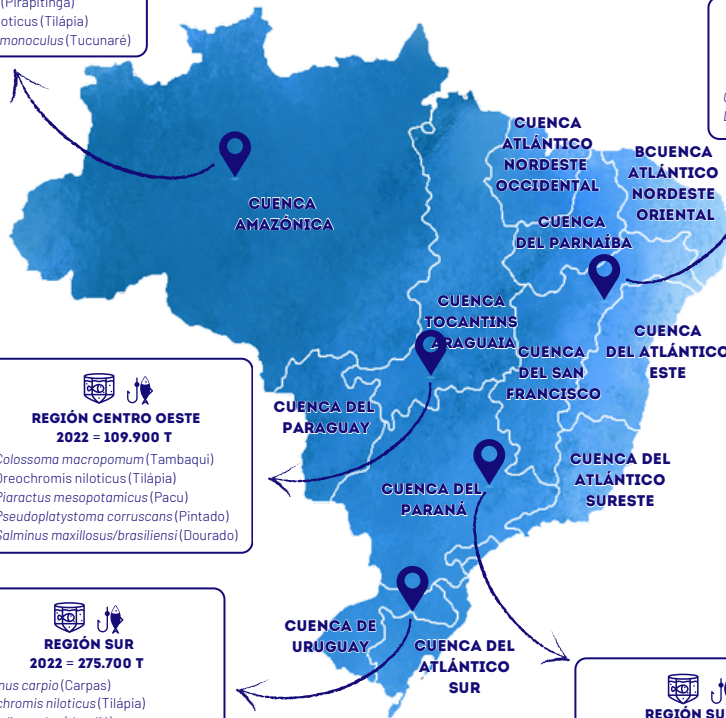 (Pirapitinga)
oticus (Tilápia)
monoculus (Tucunaré)
CUENCA
ATLÁNTICO
NORDESTE
OCCIDENTAL
BCUENCA
ATLÁNTICO
NORDESTE
ORIENTAL
CUENCA
AMAZÓNICA
CUENCA
DEL PARNAÍBA
CUENCA
TOCANTINS
ARAGUAIA
CUENCA
DEL SAN
FRANCISCO
CUENCA
DEL ATLÁNTICO
ESTE
REGIÓN CENTRO OESTE
2022 = 109.900 T
Colossoma macropomum (Tambaqui)
Oreochromis niloticus (Tilápia)
Piaractus mesopotamicus (Pacu)
Pseudoplatystoma corruscans (Pintado)
Salminus maxillosus/brasiliensi (Dourado)
CUENCA DEL
PARAGUAY
CUENCA DEL
PARANÁ
CUENCA DEL
ATLÁNTICO
SURESTE
REGIÓN SUR
2022 = 275.700 T
nus carpio (Carpas)
chromis niloticus (Tilápia)
CUENCA DE
URUGUAY
CUENCA DEL
ATLÁNTICO
SUR
REGIÓN SU